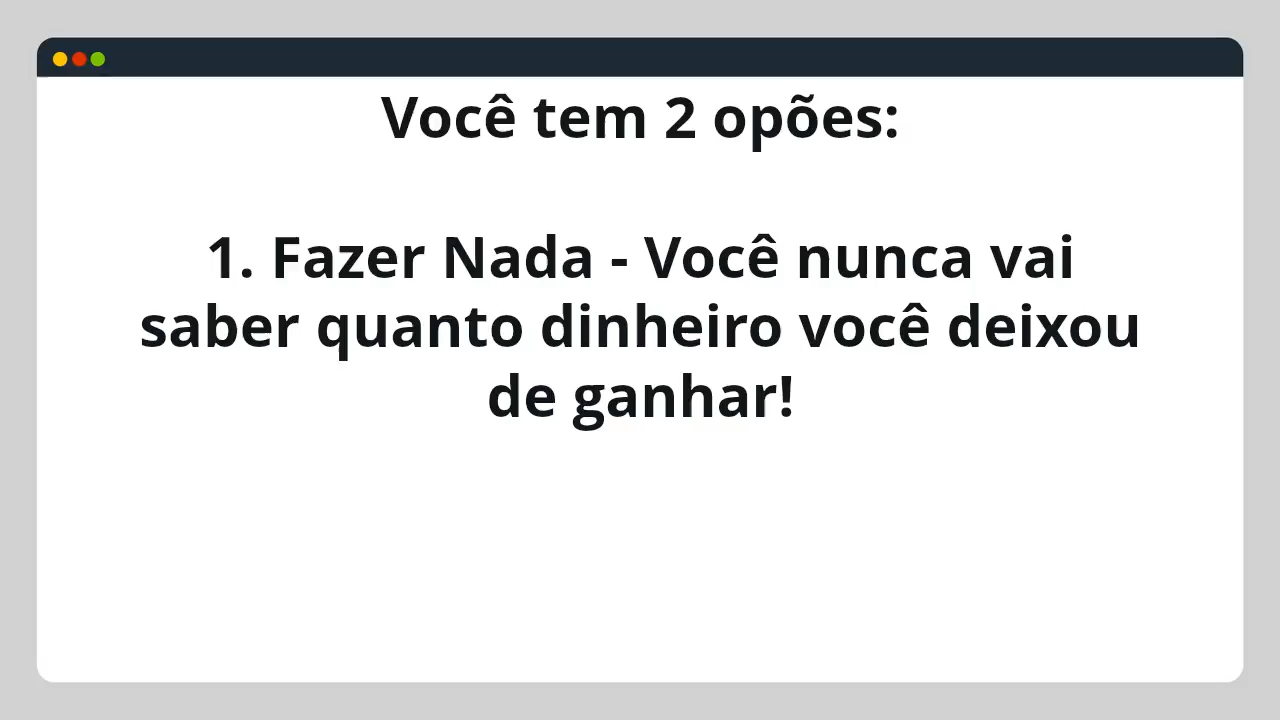 Você tem 2 opões:
1. Fazer Nada - Você nunca vai
saber quanto dinheiro você deixou
de ganhar!